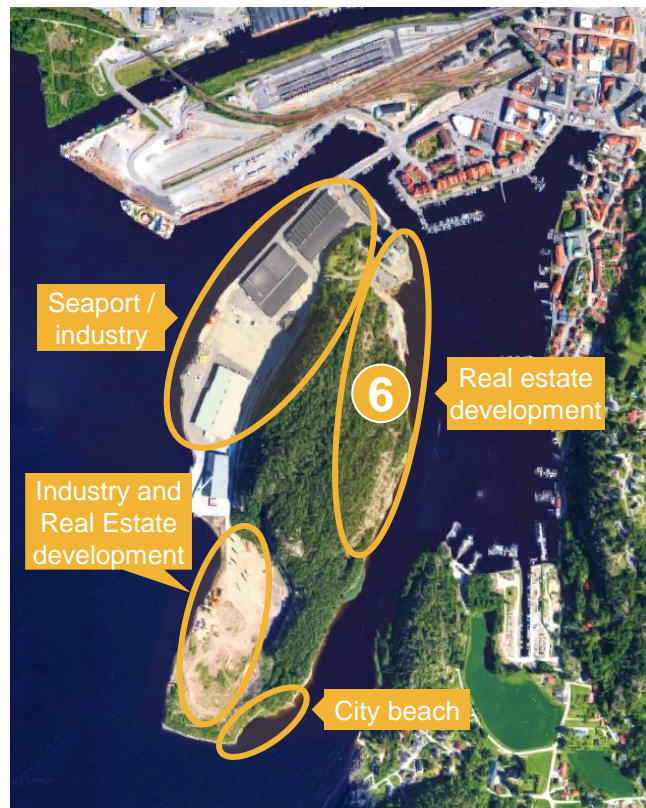 Seaport /
industry
6
Real estate
development
Industry and
Real Estate
development
City beach